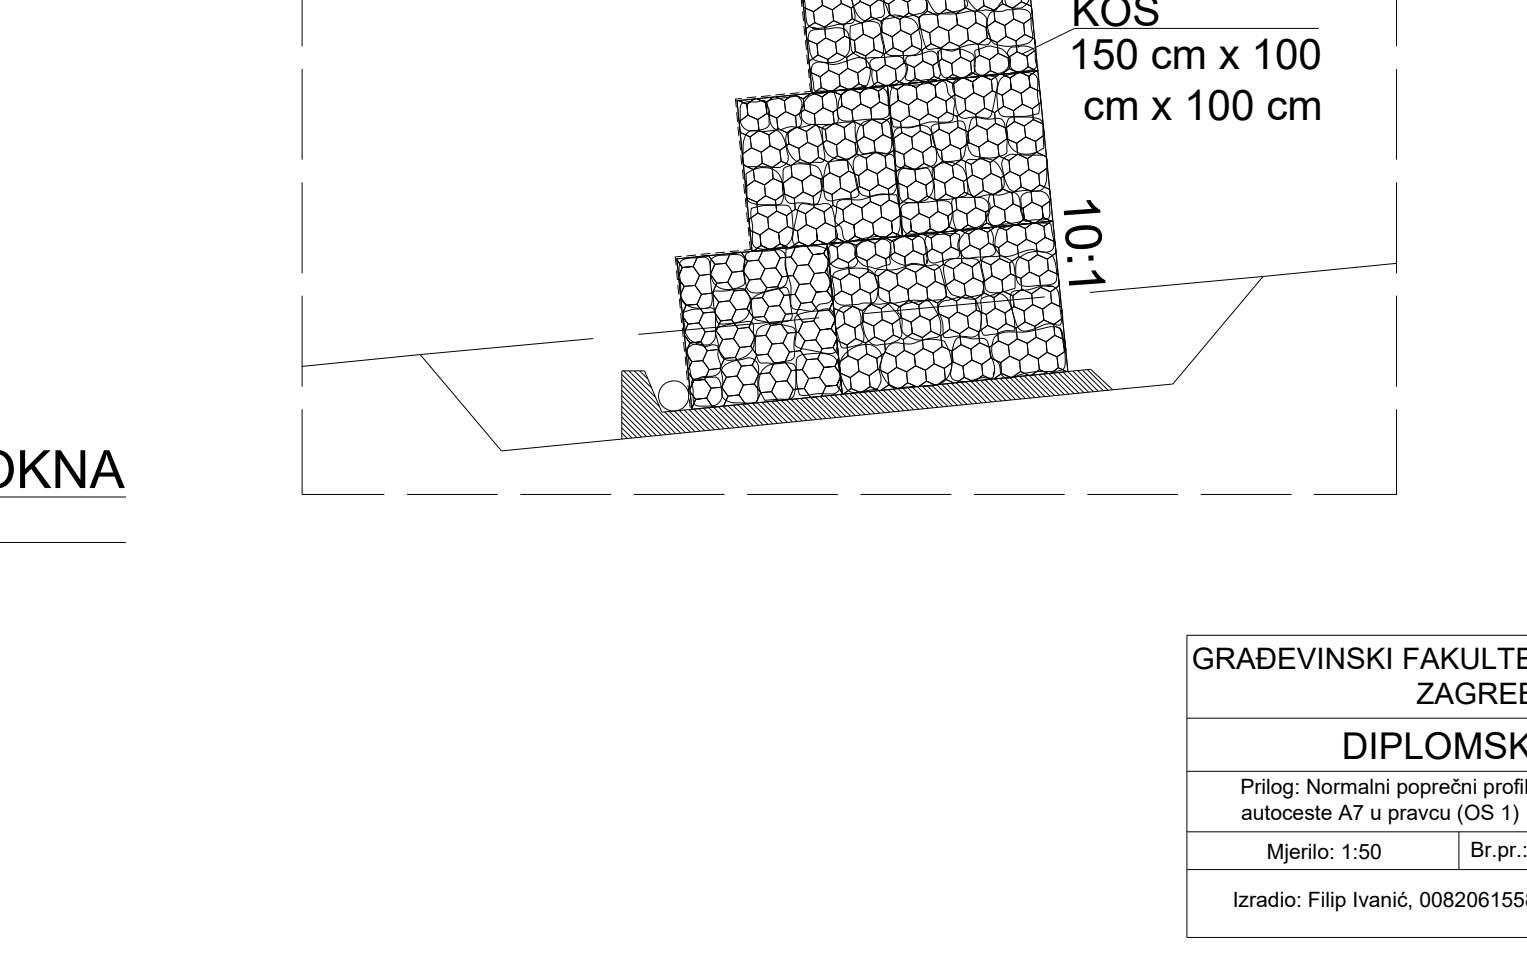 KOŠ
150 cm x 100
cm x 100 cm
10:1
OKNA
GRAĐEVINSKI FAKULTE
ZAGREB
DIPLOMSK
Prilog: Normalni poprečni profil
autoceste A7 u pravcu (OS 1)
Mjerilo: 1:50
Br.pr.:
Izradio: Filip Ivanić, 0082061558